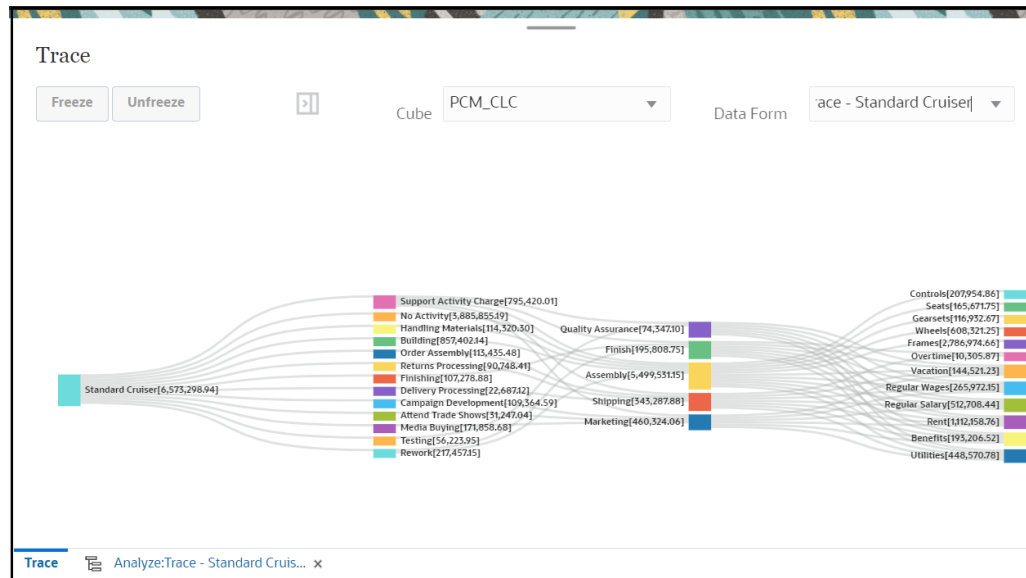 Trace
Freeze
Unfreeze
Cube
PCM_CLC
Data Form
ace - Standard Cruiser
Standard Cruiser[6,573,298.94]
Support Activity Charge[795,420.01]
No Activity[3,885,855.19]
Handling Materials[114,320.30]
Building[857,402.14]
Order Assembly[113,435.48]
Returns Processing[90,748.41]
Finishing[107,278.88]
Delivery Processing[22,687.12]
Campaign Development[109,364.59]
Attend Trade Shows[31,247.04]
Media Buying[171,858.68]
Testing[56,223.95]
Rework[217,457.15]
Quality Assurance[74,347.10]
Finish[195,808.75]
Assembly[5,499,531.15]
Shipping[343,287.88]
Marketing[460,324.06]
Controls[207,954.86]
Seats[165,671.75]
Gearsets[116,932.67]
Wheels[608,321.25]
Frames[2,786,974.66]
Overtime[10,305.87]
Vacation[144,521.23]
Regular Wages[265,972.15]
Regular Salary[512,708.44]
Rent[1,112,158.76]
Benefits[193,206.52]
Utilities[448,570.78]
Trace
Analyze:Trace - Standard Cruis... ×